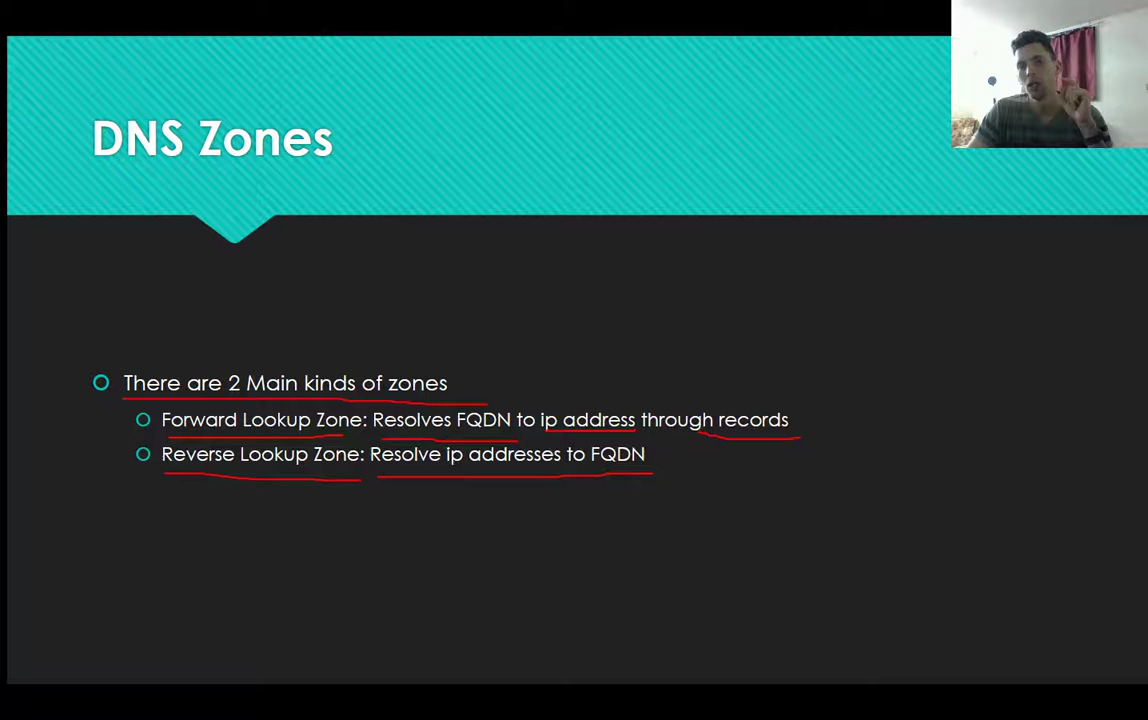 DNS Zones
There are 2 Main kinds of zones
Forward Lookup Zone: Resolves FQDN to ip address through records
Reverse Lookup Zone: Resolve ip addresses to FQDN